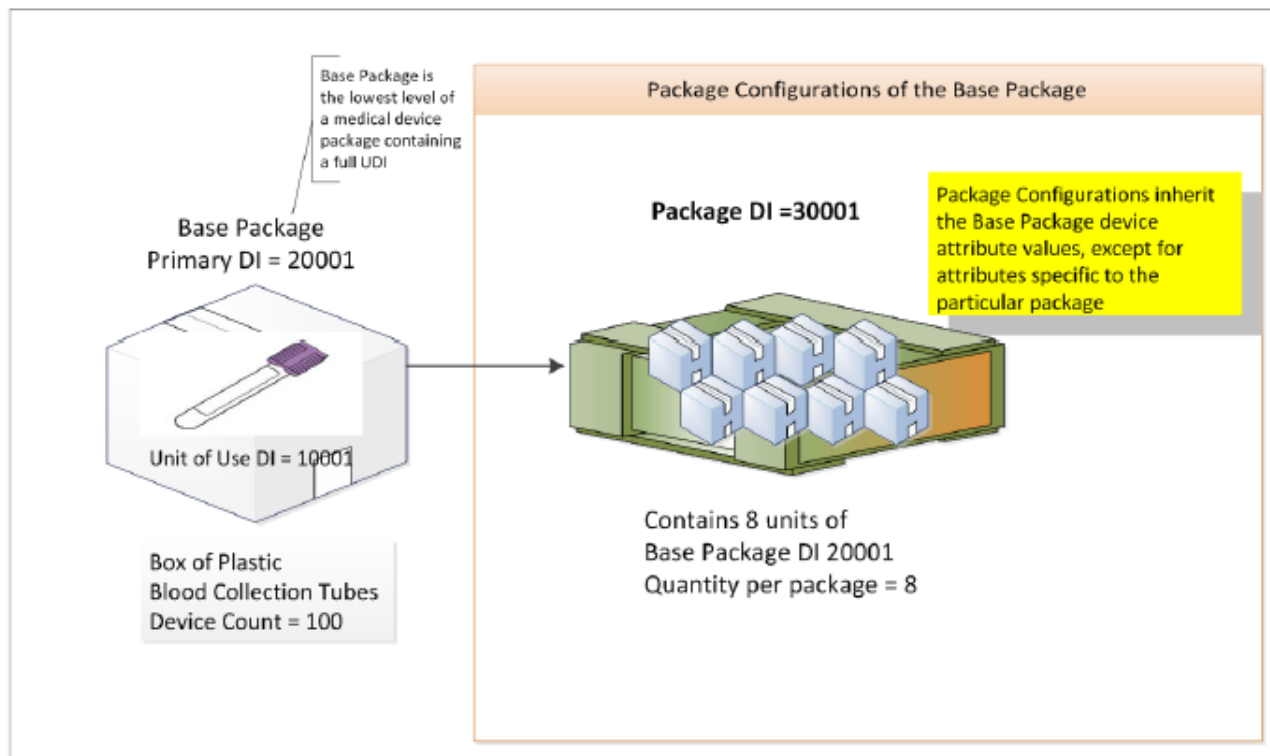 Base Package is
the lowest level of
a medical device
package containing
a full UDI
Base Package
Primary DI = 20001
Unit of Use DI = 10001
Box of Plastic
Blood Collection Tubes
Device Count = 100
Package Configurations of the Base Package
Package DI =30001
Package Configurations inherit
the Base Package device
attribute values, except for
attributes specific to the
particular package
Contains 8 units of
Base Package DI 20001
Quantity per package = 8